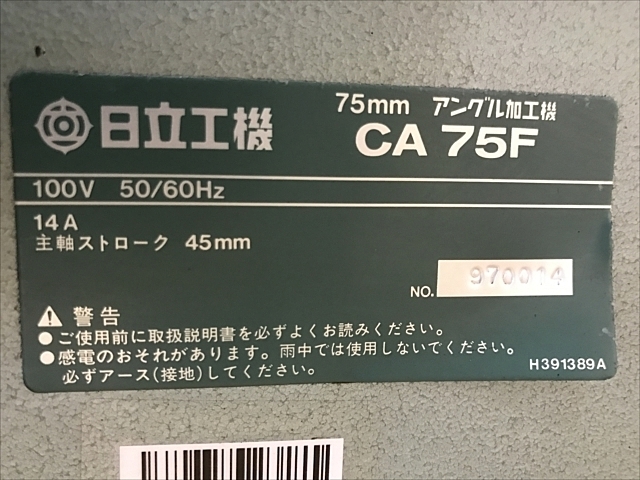 日立工機
75mm アングル加工機
CA 75F
100V 50/60Hz
14A
主軸ストローク 45mm
NO. 970014
警告
●ご使用前に取扱説明書を必ずよくお読みください。
●感電のおそれがあります。雨中では使用しないでください。
必ずアース(接地)してください。
H391389A